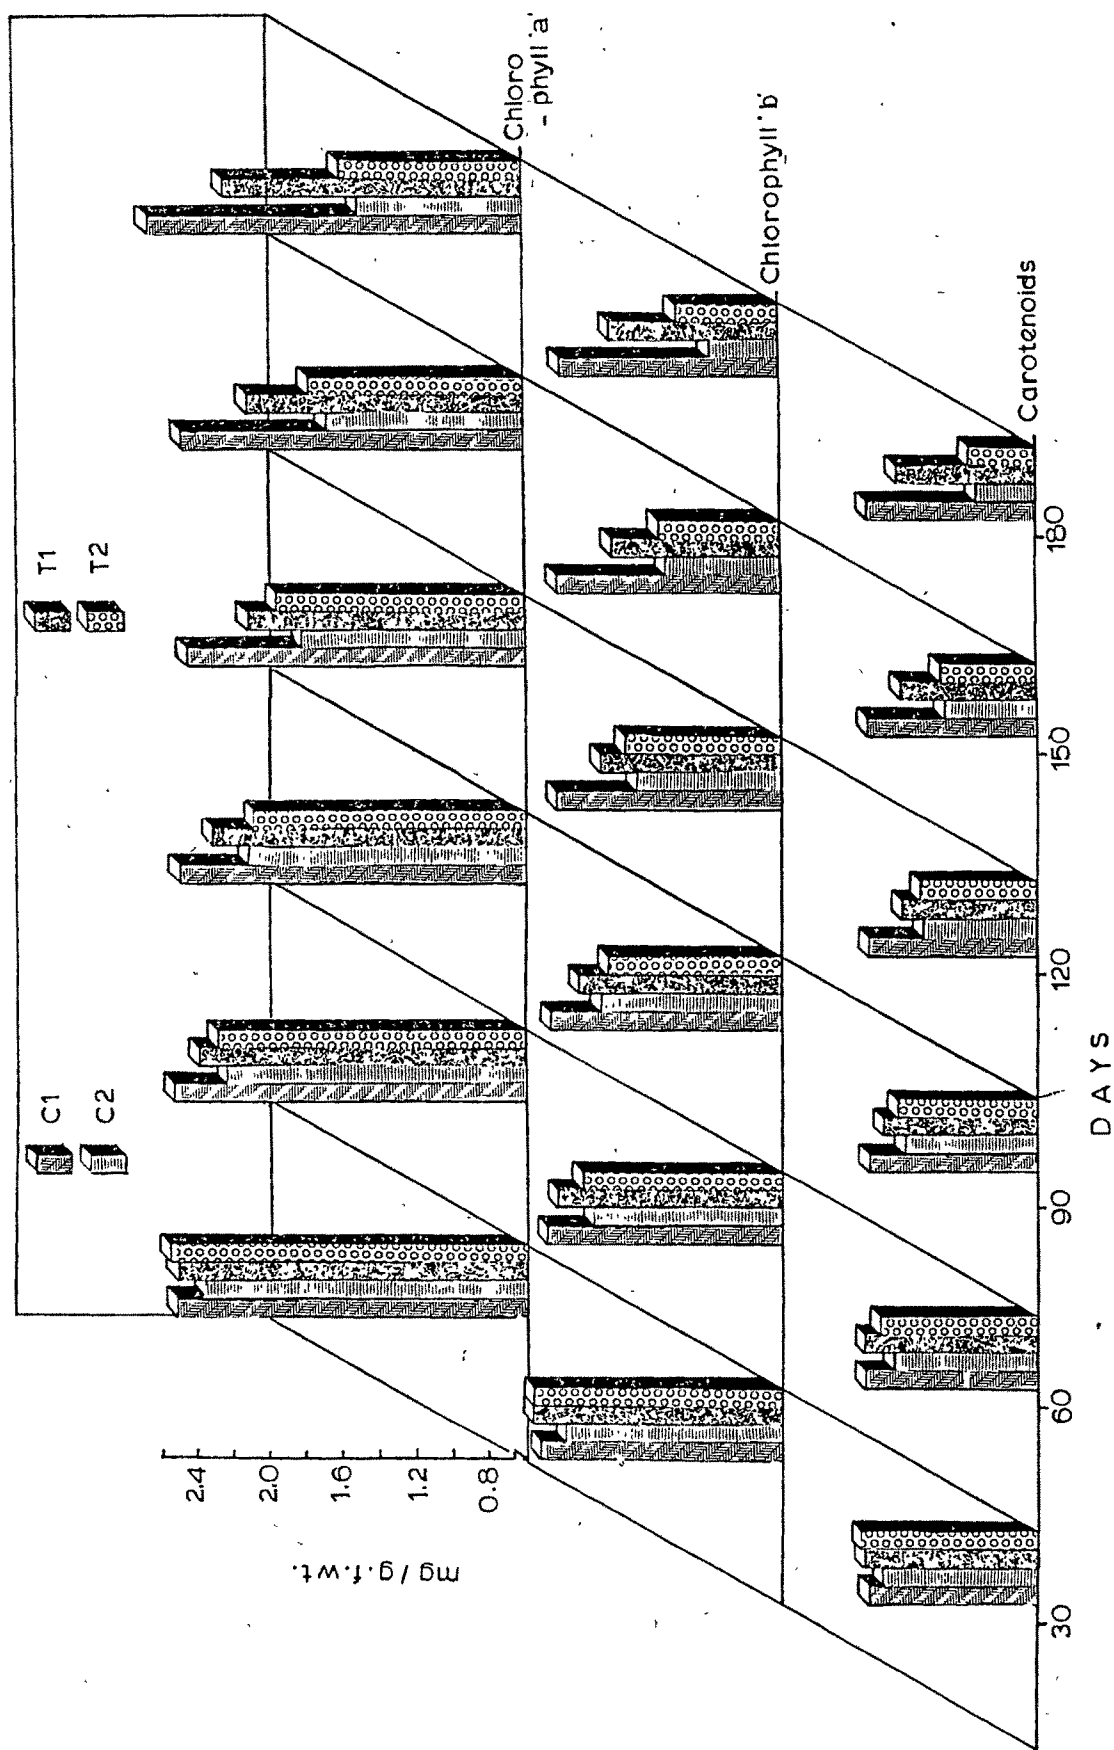 C1
C2
T1
T2
mg / g.f.wt.
2.4
2.0
1.6
1.2
0.8
Chloro
- phyll 'a'
Chlorophyll 'b'
Carotenoids
30
60
90
120
150
180
DAYS